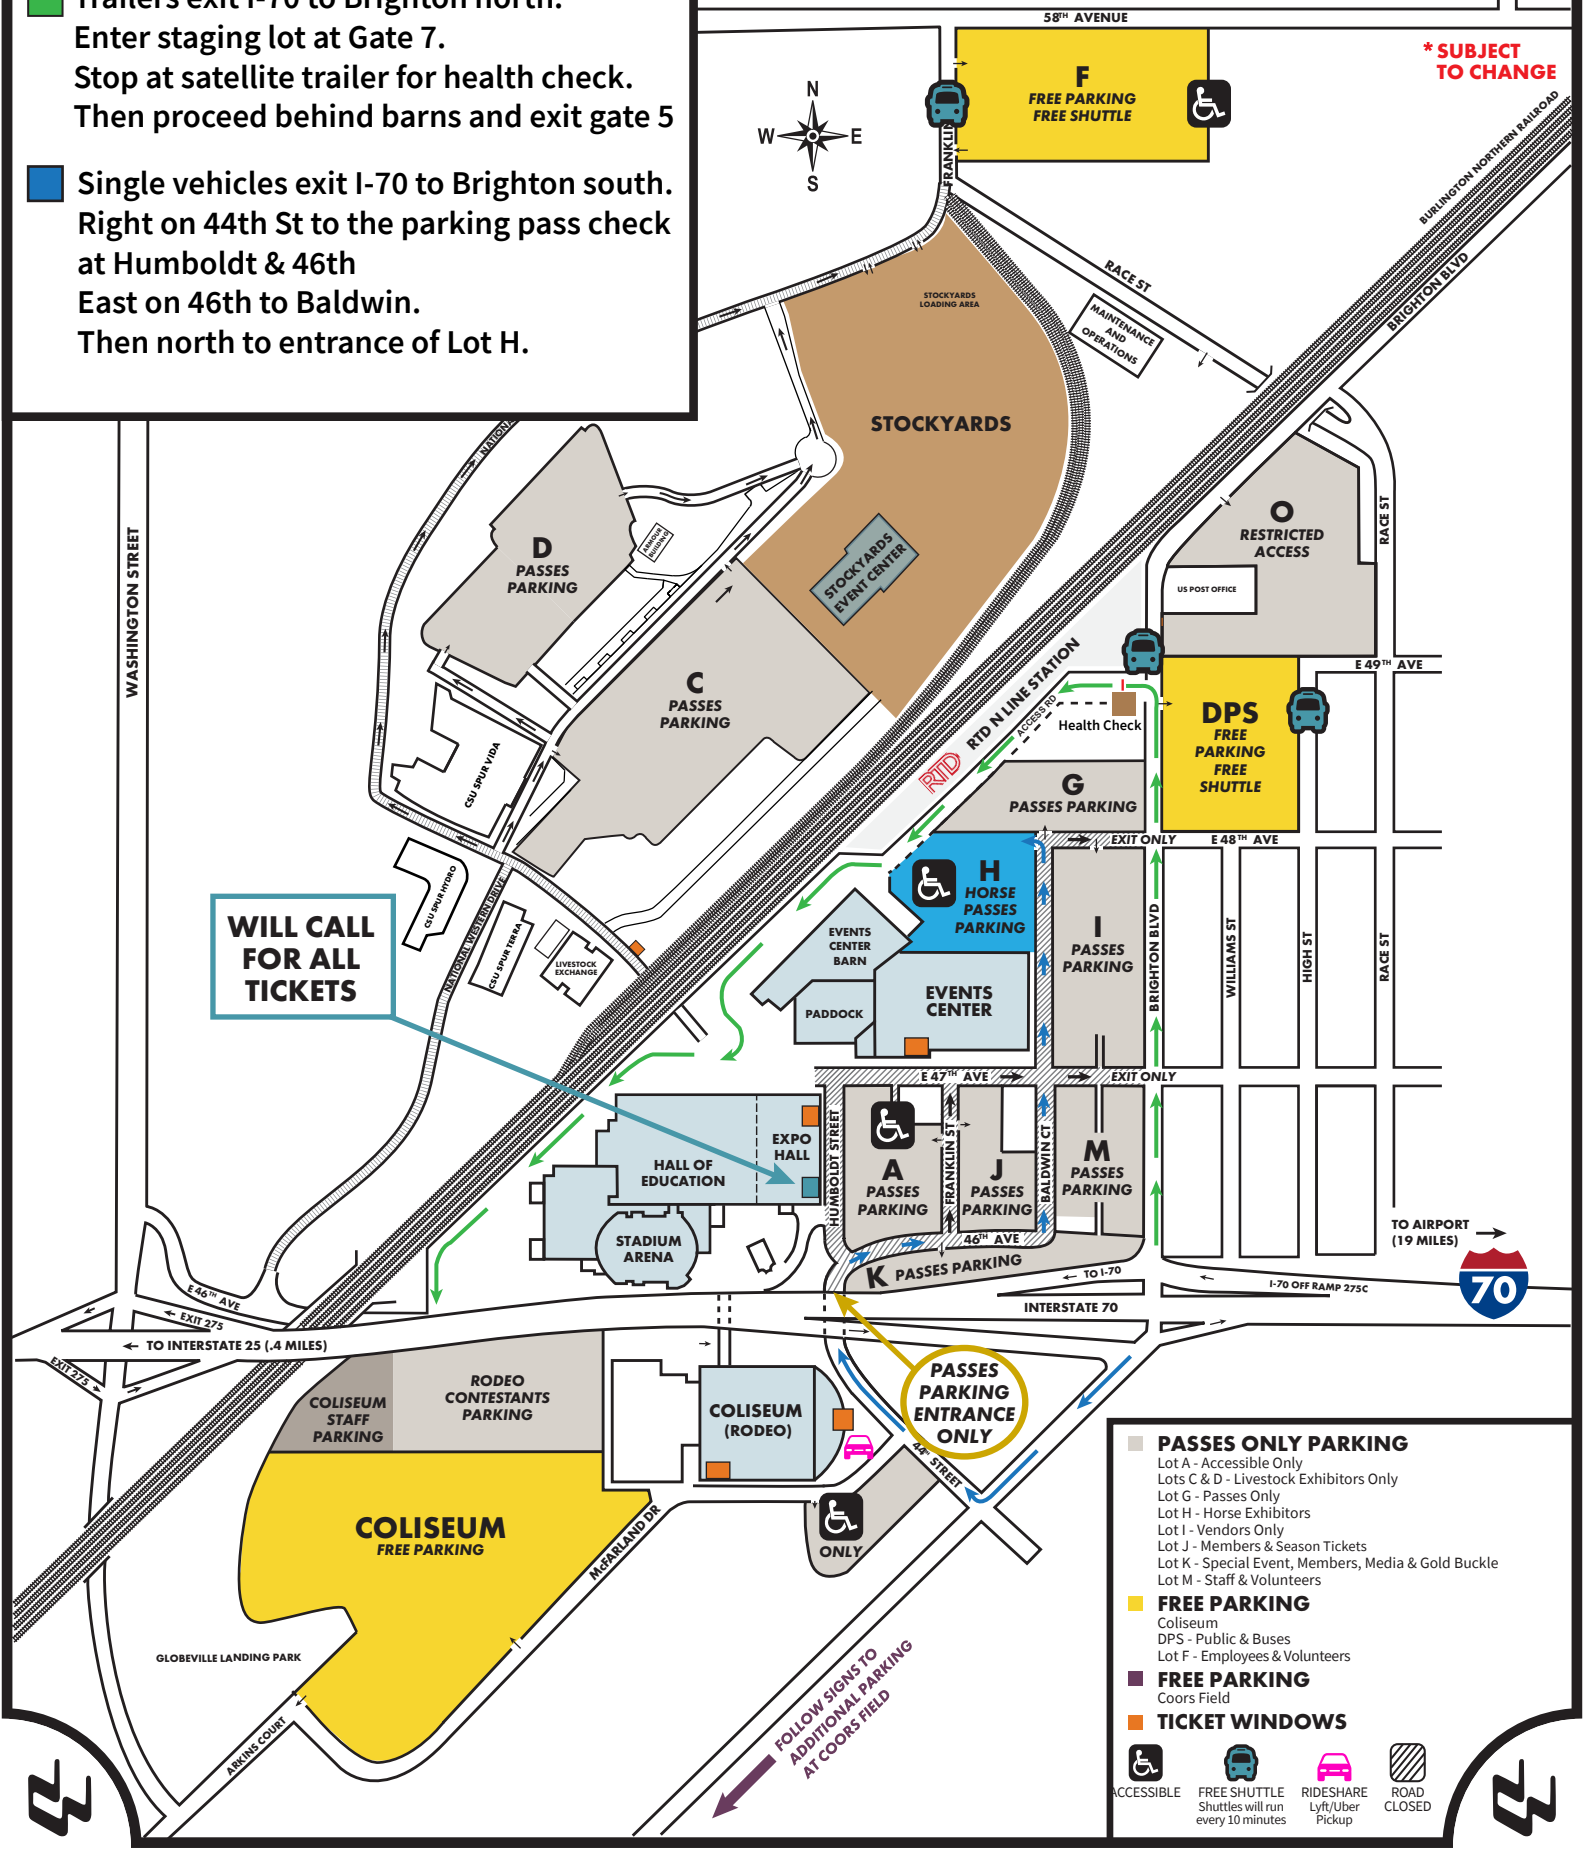 Trailers exit I-70 to Brighton north.
Enter staging lot at Gate 7.
Stop at satellite trailer for health check.
Then proceed behind barns and exit gate 5
Single vehicles exit I-70 to Brighton south.
Right on 44th St to the parking pass check
at Humboldt & 46th
East on 46th to Baldwin.
Then north to entrance of Lot H.
58TH AVENUE
* SUBJECT
TO CHANGE
F
FREE PARKING
FREE SHUTTLE
N
W
E
S
FRANKLIN
BURLINGTON NORTHERN RAILROAD
BRIGHTON BLVD
RACE ST
STOCKYARDS
LOADING AREA
MAINTENANCE
AND
OPERATIONS
STOCKYARDS
NATION
WASHINGTON STREET
D
PASSES
PARKING
ARMOUR
BUILDING
STOCKYARDS
EVENT CENTER
O
RESTRICTED
ACCESS
RACE ST
US POST OFFICE
E 49TH AVE
C
PASSES
PARKING
RTD N LINE STATION
RTD
ACCESS RD
Health Check
DPS
FREE
PARKING
FREE
SHUTTLE
CSU SPUR VIDA
G
PASSES PARKING
EXIT ONLY
E 48TH AVE
H
HORSE
PASSES
PARKING
CSU SPUR HYDRO
NATIONAL WESTERN DRIVE
CSU SPUR TERRA
LIVESTOCK
EXCHANGE
WILL CALL
FOR ALL
TICKETS
EVENTS
CENTER
BARN
I
PASSES
PARKING
BRIGHTON BLVD
WILLIAMS ST
HIGH ST
RACE ST
PADDOCK
EVENTS
CENTER
E 47TH AVE
EXIT ONLY
EXPO
HALL
HALL OF
EDUCATION
HUMBOLDT STREET
A
PASSES
PARKING
FRANKLIN ST
J
PASSES
PARKING
BALDWIN CT
M
PASSES
PARKING
STADIUM
ARENA
46TH AVE
K PASSES PARKING
TO I-70
TO AIRPORT
(19 MILES)
I-70 OFF RAMP 275C
70
INTERSTATE 70
E 46TH AVE
EXIT 275
TO INTERSTATE 25 (.4 MILES)
EXIT 275
COLISEUM
STAFF
PARKING
RODEO
CONTESTANTS
PARKING
COLISEUM
(RODEO)
PASSES
PARKING
ENTRANCE
ONLY
44TH STREET
ONLY
COLISEUM
FREE PARKING
McFARLAND DR
GLOBEVILLE LANDING PARK
ARKINS COURT
FOLLOW SIGNS TO
ADDITIONAL PARKING
AT COORS FIELD
PASSES ONLY PARKING
Lot A - Accessible Only
Lots C & D - Livestock Exhibitors Only
Lot G - Passes Only
Lot H - Horse Exhibitors
Lot I - Vendors Only
Lot J - Members & Season Tickets
Lot K - Special Event, Members, Media & Gold Buckle
Lot M - Staff & Volunteers
FREE PARKING
Coliseum
DPS - Public & Buses
Lot F - Employees & Volunteers
FREE PARKING
Coors Field
TICKET WINDOWS
ACCESSIBLE
FREE SHUTTLE
Shuttles will run
every 10 minutes
RIDESHARE
Lyft/Uber
Pickup
ROAD
CLOSED